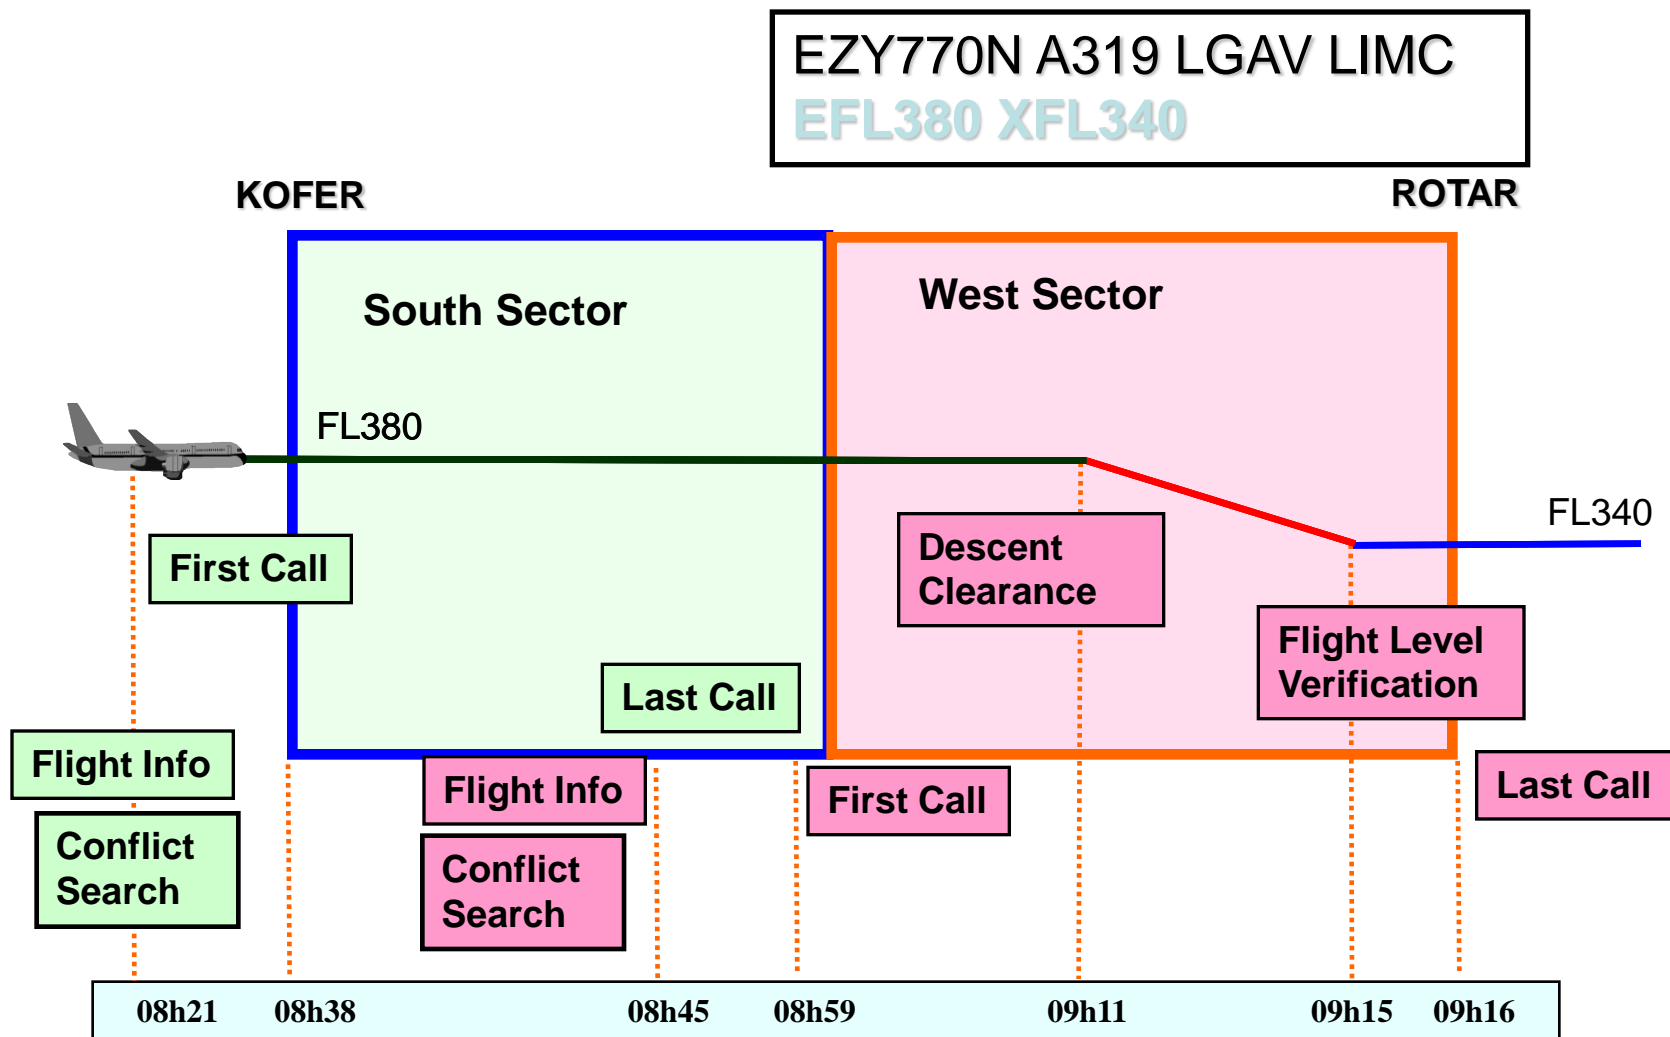 EZY770N A319 LGAV LIMC
EFL380 XFL340
KOFER
ROTAR
South Sector
West Sector
FL380
FL340
First Call
Descent
Clearance
Flight Level
Verification
Last Call
Flight Info
Flight Info
First Call
Last Call
Conflict
Search
Conflict
Search
08h21 08h38 08h45 08h59 09h11 09h15 09h16